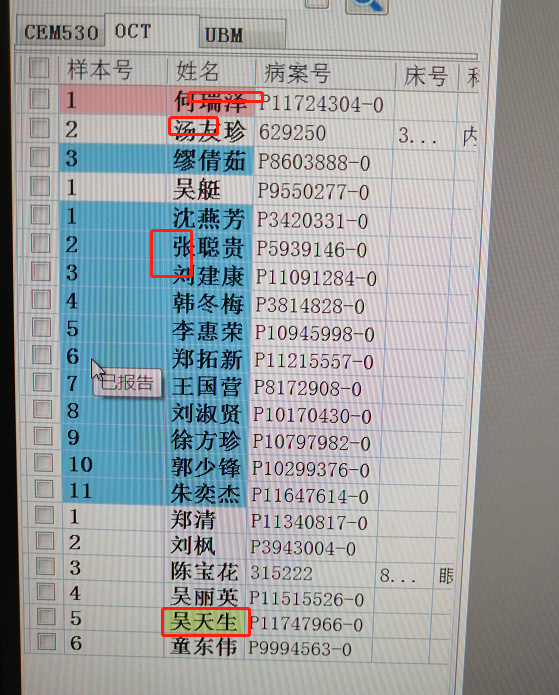 CEM530 OCT UBM
样本号 姓名 病案号 床号
1 何瑞泽 P11724304-0
2 汤友珍 629250 3... 内
3 缪倩茹 P8603888-0
1 吴艇 P9550277-0
1 沈燕芳 P3420331-0
2 张聪贵 P5939146-0
3 刘建康 P11091284-0
4 韩冬梅 P3814828-0
5 李惠荣 P10945998-0
6 郑拓新 P11215557-0
已报告
7 王国营 P8172908-0
8 刘淑贤 P10170430-0
9 徐方珍 P10797982-0
10 郭少锋 P10299376-0
11 朱奕杰 P11647614-0
1 郑清 P11340817-0
2 刘枫 P3943004-0
3 陈宝花 315222 8... 眼
4 吴丽英 P11515526-0
5 吴天生 P11747966-0
6 童东伟 P9994563-0